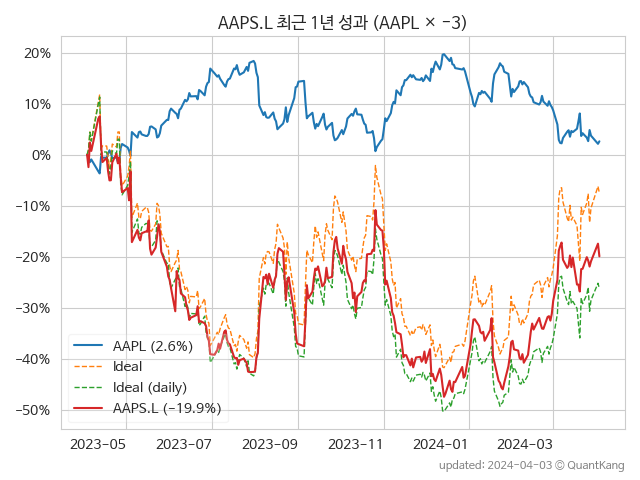 AAPS.L 최근 1년 성과 (AAPL × -3)
20%
10%
0%
−10%
−20%
−30%
−40%
−50%
AAPL (2.6%)
Ideal
Ideal (daily)
AAPS.L (−19.9%)
2023−05
2023−07
2023−09
2023−11
2024−01
2024−03
updated: 2024-04-03 © QuantKang